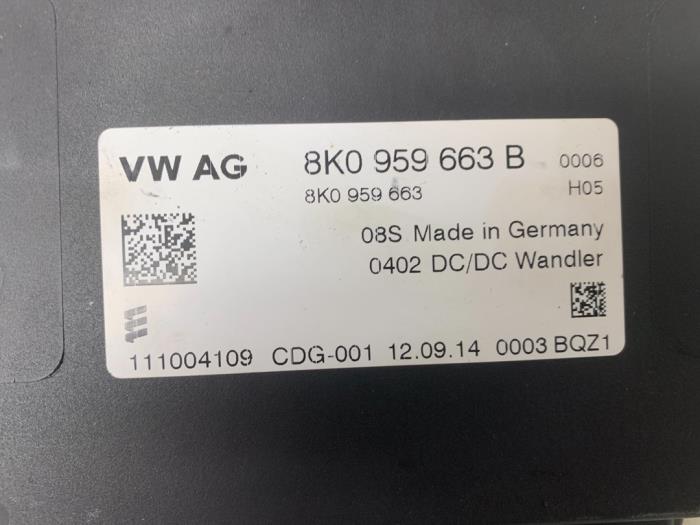 VW AG 8K0 959 663 B 0006
8K0 959 663 H05
08S Made in Germany
0402 DC/DC Wandler
111004109 CDG-001 12.09.14 0003 BQZ1